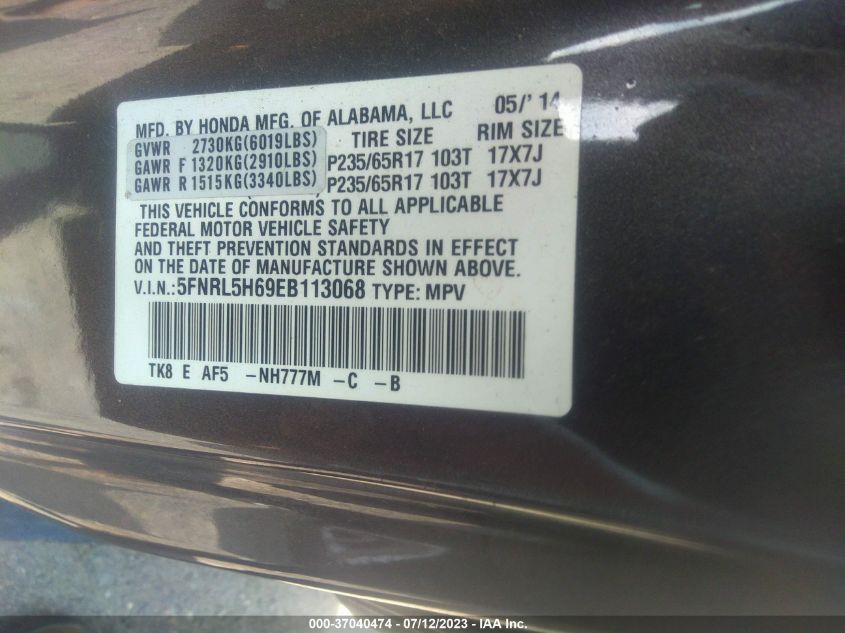 MFD. BY HONDA MFG. OF ALABAMA, LLC 05/'14
GVWR 2730KG(6019LBS) TIRE SIZE RIM SIZE
GAWR F 1320KG(2910LBS) P235/65R17 103T 17X7J
GAWR R 1515KG(3340LBS) P235/65R17 103T 17X7J
THIS VEHICLE CONFORMS TO ALL APPLICABLE
FEDERAL MOTOR VEHICLE SAFETY
AND THEFT PREVENTION STANDARDS IN EFFECT
ON THE DATE OF MANUFACTURE SHOWN ABOVE.
V.I.N.:5FNRL5H69EB113068 TYPE: MPV
TK8 E AF5 -NH777M -C -B
000-37040474 - 07/12/2023 - IAA Inc.